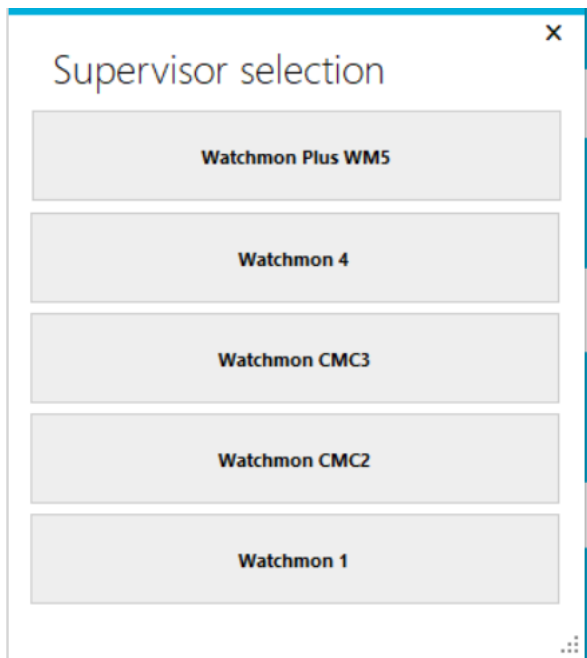 Supervisor selection
Watchmon Plus WM5
Watchmon 4
Watchmon CMC3
Watchmon CMC2
Watchmon 1